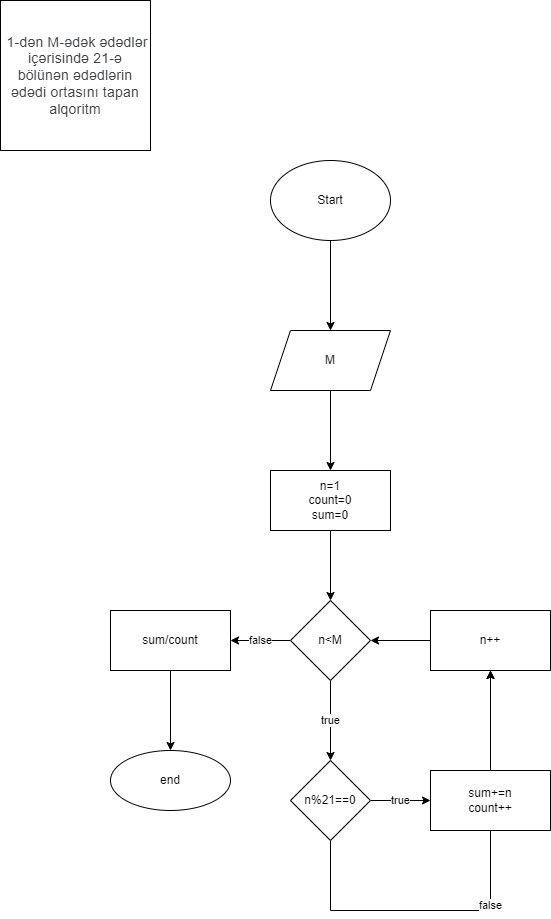 1-dən M-ədək ədədlər
içərisində 21-ə
bölünən ədədlərin
ədədi ortasını tapan
alqoritm
Start
M
n=1
count=0
sum=0
n<M
false
sum/count
n++
true
end
n%21==0
true
sum+=n
count++
false